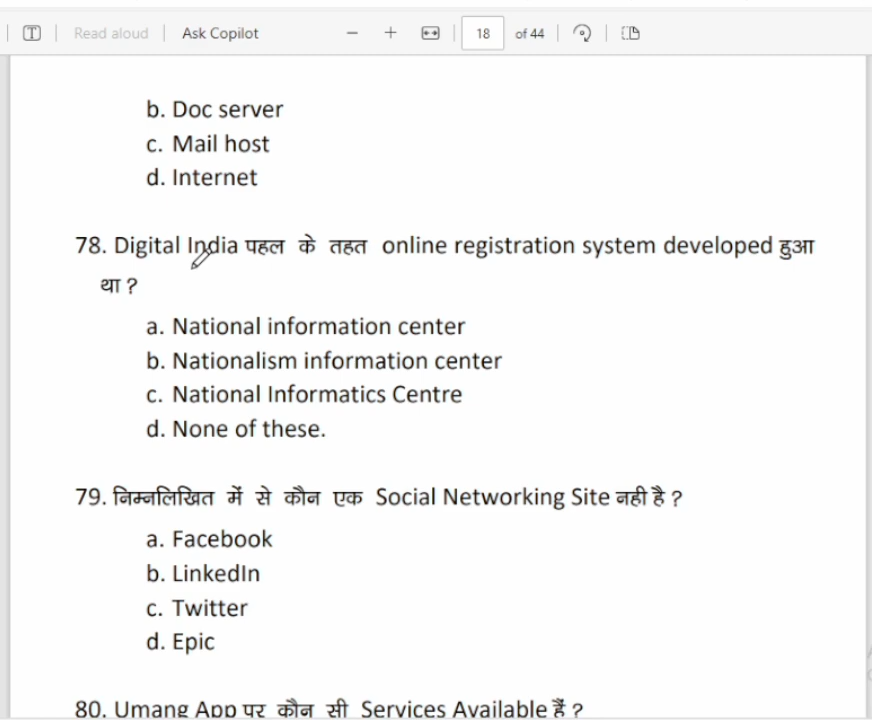 Read aloud Ask Copilot 18 of 44
b. Doc server
c. Mail host
d. Internet
78. Digital India पहल के तहत online registration system developed हुआ
था ?
a. National information center
b. Nationalism information center
c. National Informatics Centre
d. None of these.
79. निम्नलिखित में से कौन एक Social Networking Site नही है ?
a. Facebook
b. LinkedIn
c. Twitter
d. Epic
80. Umang App पर कौन सी Services Available हैं ?